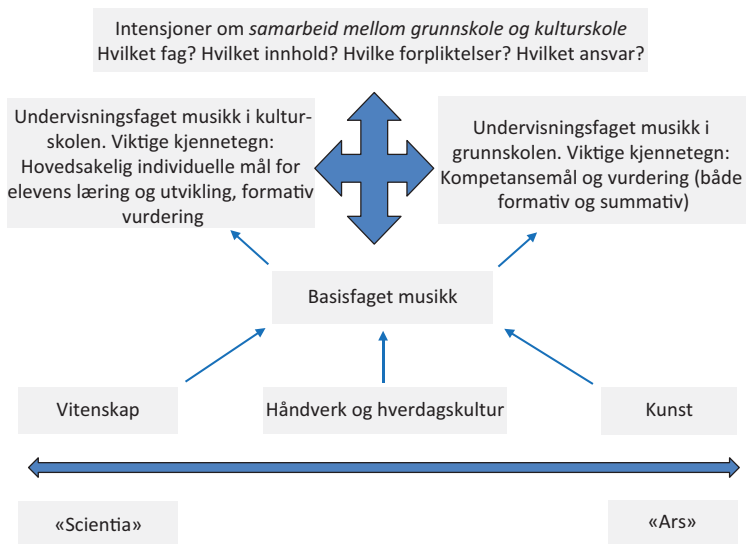 Intensjoner om samarbeid mellom grunnskole og kulturskole
Hvilket fag? Hvilket innhold? Hvilke forpliktelser? Hvilket ansvar?
Undervisningsfaget musikk i kultur-
skolen. Viktige kjennetegn:
Hovedsakelig individuelle mål for
elevens læring og utvikling, formativ
vurdering
Undervisningsfaget musikk i
grunnskolen. Viktige kjennetegn:
Kompetansemål og vurdering (både
formativ og summativ)
Basisfaget musikk
Vitenskap
Håndverk og hverdagskultur
Kunst
«Scientia»
«Ars»